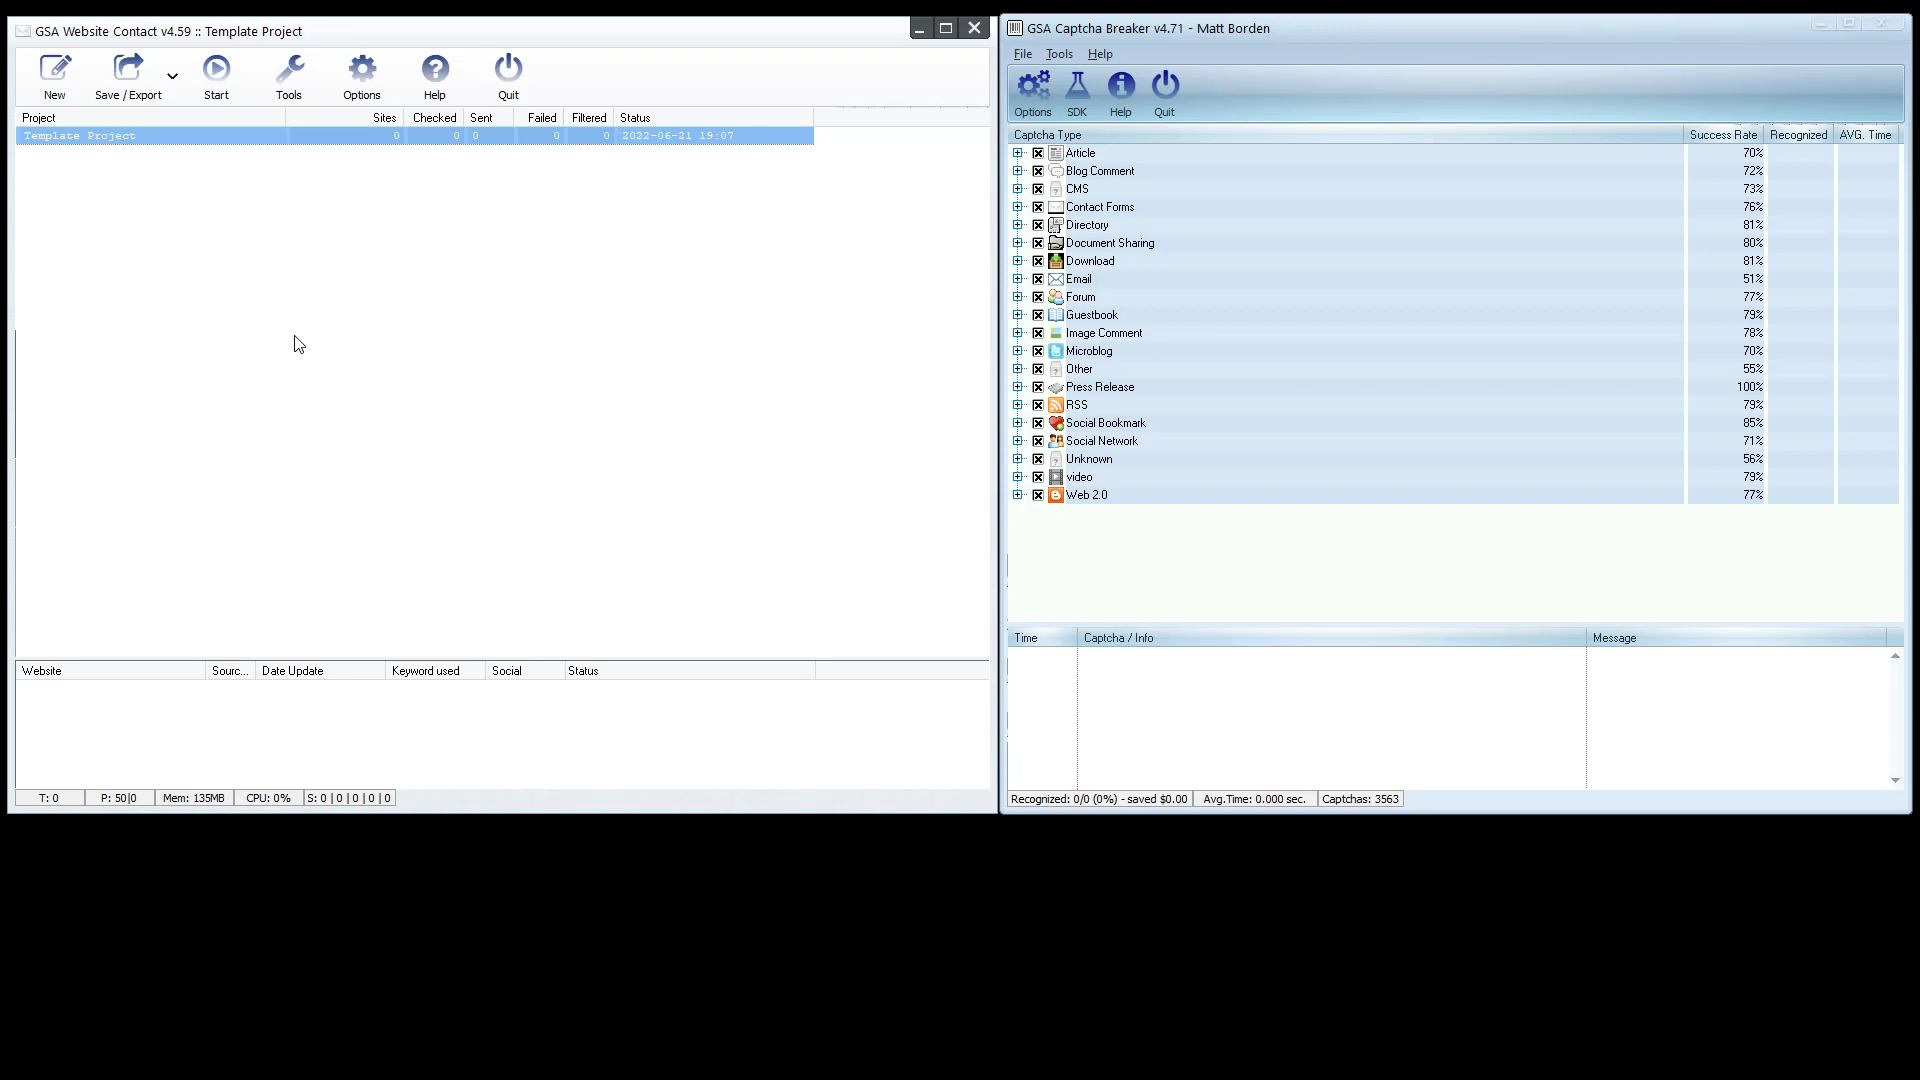 GSA Website Contact v4.59 :: Template Project
New Save / Export Start Tools Options Help Quit
Project Sites Checked Sent Failed Filtered Status
Template Project 0 0 0 0 0 2022-06-21 19:07
Website Sourc... Date Update Keyword used Social Status
T: 0 P: 50|0 Mem: 135MB CPU: 0% S: 0 | 0 | 0 | 0 | 0
GSA Captcha Breaker v4.71 - Matt Borden
File Tools Help
Options SDK Help Quit
Captcha Type Success Rate Recognized AVG. Time
Article 70%
Blog Comment 72%
CMS 73%
Contact Forms 76%
Directory 81%
Document Sharing 80%
Download 81%
Email 51%
Forum 77%
Guestbook 79%
Image Comment 78%
Microblog 70%
Other 55%
Press Release 100%
RSS 79%
Social Bookmark 85%
Social Network 71%
Unknown 56%
video 79%
Web 2.0 77%
Time Captcha / Info Message
Recognized: 0/0 (0%) - saved $0.00 Avg.Time: 0.000 sec. Captchas: 3563